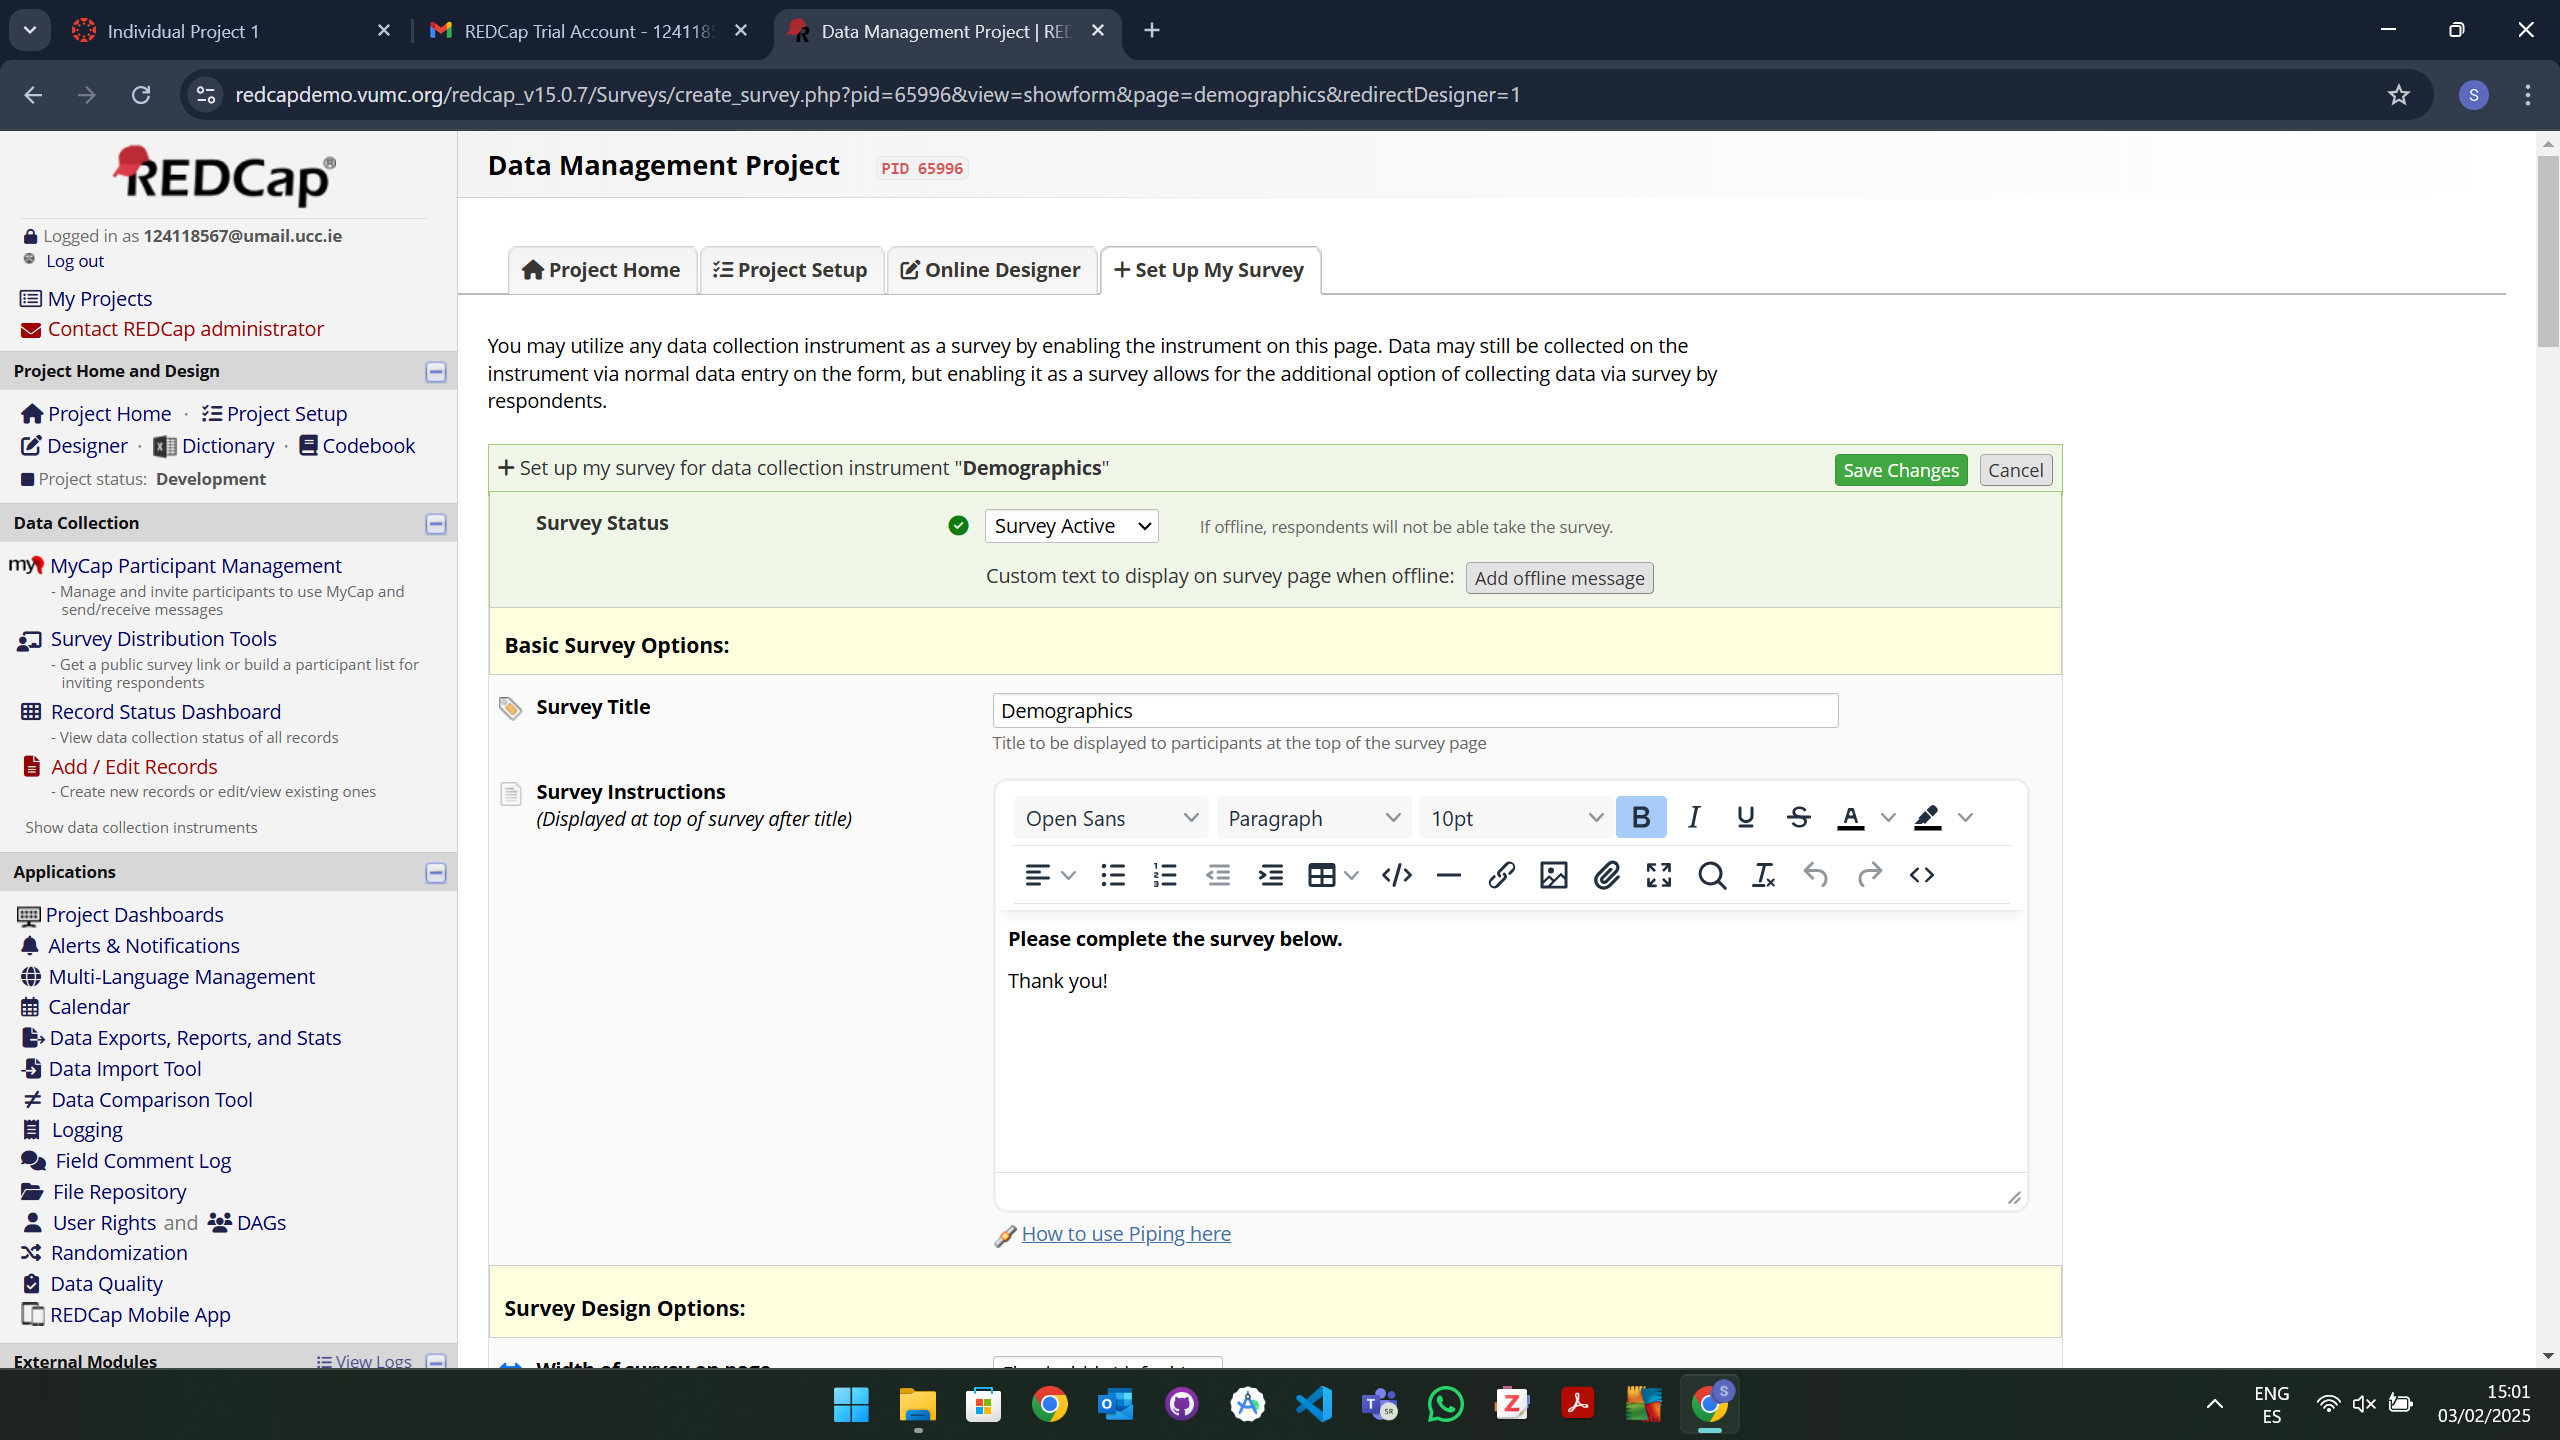 Individual Project 1
REDCap Trial Account - 124118
Data Management Project | RED
redcapdemo.vumc.org/redcap_v15.0.7/Surveys/create_survey.php?pid=65996&view=showform&page=demographics&redirectDesigner=1
S
REDCap®
Logged in as 124118567@umail.ucc.ie
Log out
My Projects
Contact REDCap administrator
Project Home and Design
Project Home · Project Setup
Designer · Dictionary · Codebook
Project status: Development
Data Collection
my MyCap Participant Management
- Manage and invite participants to use MyCap and
send/receive messages
Survey Distribution Tools
- Get a public survey link or build a participant list for
inviting respondents
Record Status Dashboard
- View data collection status of all records
Add / Edit Records
- Create new records or edit/view existing ones
Show data collection instruments
Applications
Project Dashboards
Alerts & Notifications
Multi-Language Management
Calendar
Data Exports, Reports, and Stats
Data Import Tool
Data Comparison Tool
Logging
Field Comment Log
File Repository
User Rights and DAGs
Randomization
Data Quality
REDCap Mobile App
External Modules View Logs
Data Management Project PID 65996
Project Home
Project Setup
Online Designer
Set Up My Survey
You may utilize any data collection instrument as a survey by enabling the instrument on this page. Data may still be collected on the
instrument via normal data entry on the form, but enabling it as a survey allows for the additional option of collecting data via survey by
respondents.
Set up my survey for data collection instrument "Demographics"
Save Changes Cancel
Survey Status
Survey Active
If offline, respondents will not be able take the survey.
Custom text to display on survey page when offline: Add offline message
Basic Survey Options:
Survey Title
Demographics
Title to be displayed to participants at the top of the survey page
Survey Instructions
(Displayed at top of survey after title)
Open Sans Paragraph 10pt
Please complete the survey below.
Thank you!
How to use Piping here
Survey Design Options:
Width of survey on page
ENG
ES
15:01
03/02/2025